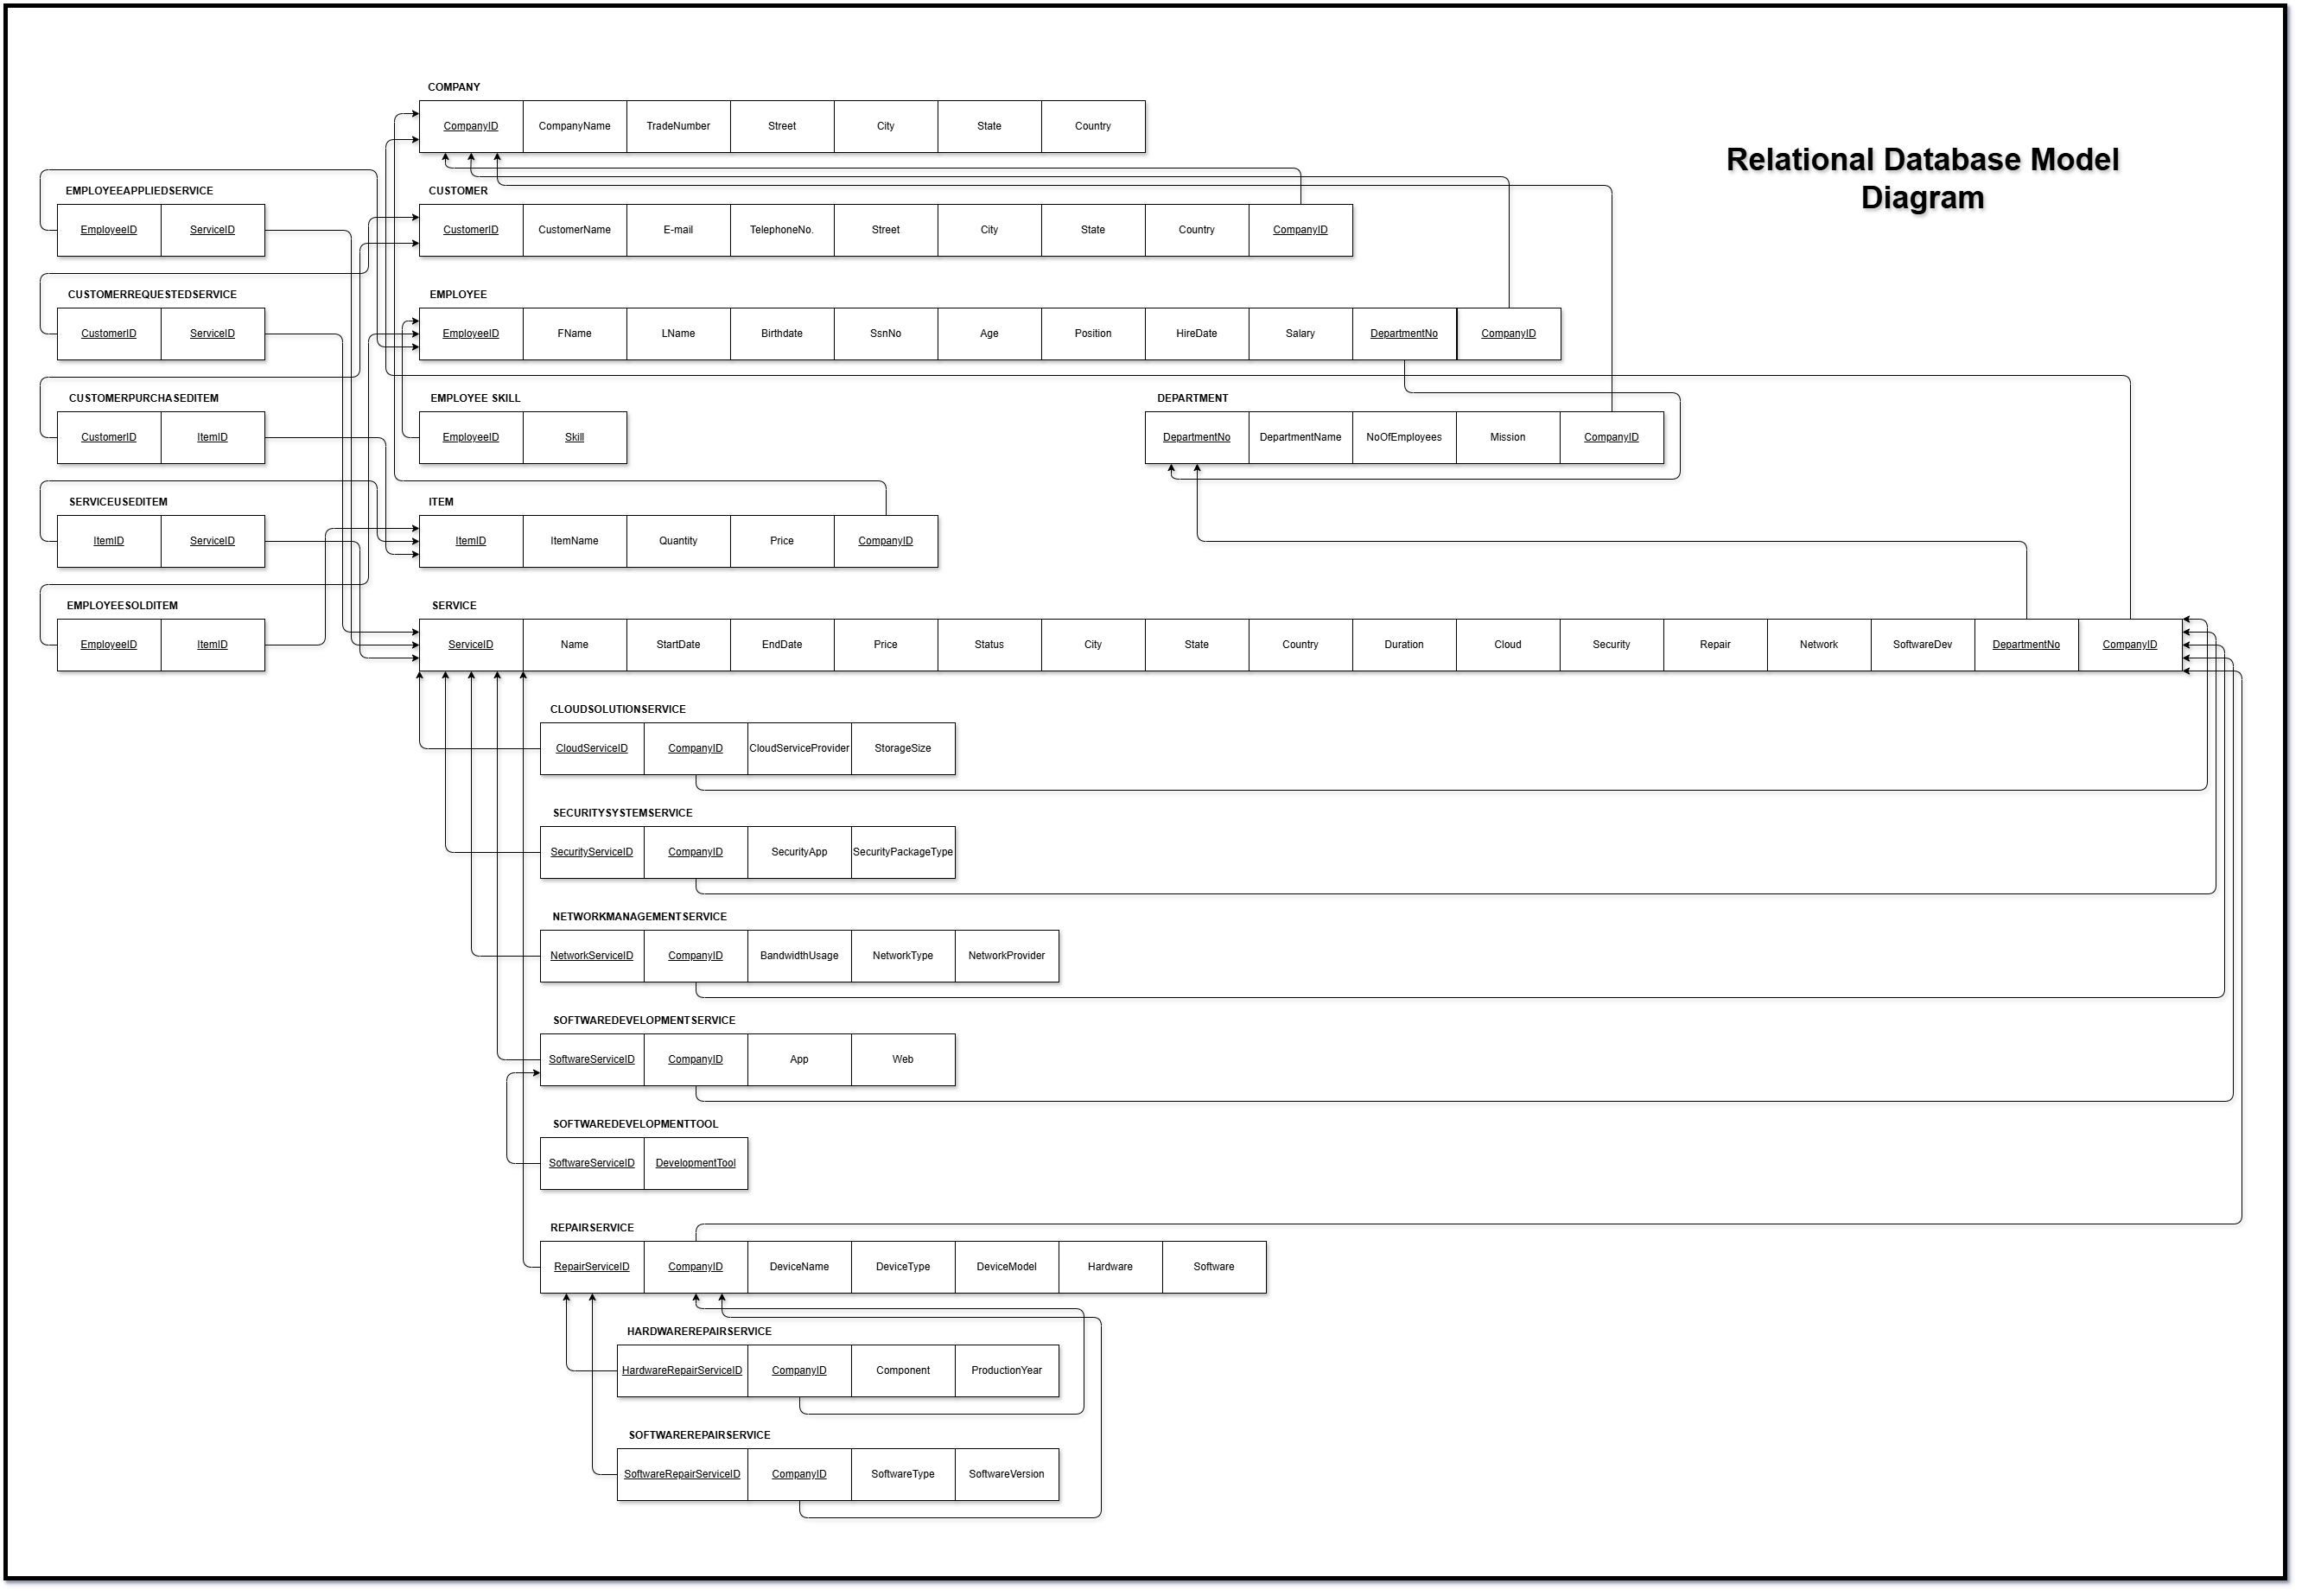 Relational Database Model
Diagram
COMPANY
CompanyID CompanyName TradeNumber Street City State Country
EMPLOYEEAPPLIEDSERVICE
EmployeeID ServiceID
CUSTOMER
CustomerID CustomerName E-mail TelephoneNo. Street City State Country CompanyID
CUSTOMERREQUESTEDSERVICE
CustomerID ServiceID
EMPLOYEE
EmployeeID FName LName Birthdate SsnNo Age Position HireDate Salary DepartmentNo CompanyID
CUSTOMERPURCHASEDITEM
CustomerID ItemID
EMPLOYEE SKILL
EmployeeID Skill
DEPARTMENT
DepartmentNo DepartmentName NoOfEmployees Mission CompanyID
SERVICEUSEDITEM
ItemID ServiceID
ITEM
ItemID ItemName Quantity Price CompanyID
EMPLOYEESOLDITEM
EmployeeID ItemID
SERVICE
ServiceID Name StartDate EndDate Price Status City State Country Duration Cloud Security Repair Network SoftwareDev DepartmentNo CompanyID
CLOUDSOLUTIONSERVICE
CloudServiceID CompanyID CloudServiceProvider StorageSize
SECURITYSYSTEMSERVICE
SecurityServiceID CompanyID SecurityApp SecurityPackageType
NETWORKMANAGEMENTSERVICE
NetworkServiceID CompanyID BandwidthUsage NetworkType NetworkProvider
SOFTWAREDEVELOPMENTSERVICE
SoftwareServiceID CompanyID App Web
SOFTWAREDEVELOPMENTTOOL
SoftwareServiceID DevelopmentTool
REPAIRSERVICE
RepairServiceID CompanyID DeviceName DeviceType DeviceModel Hardware Software
HARDWAREREPAIRSERVICE
HardwareRepairServiceID CompanyID Component ProductionYear
SOFTWAREREPAIRSERVICE
SoftwareRepairServiceID CompanyID SoftwareType SoftwareVersion